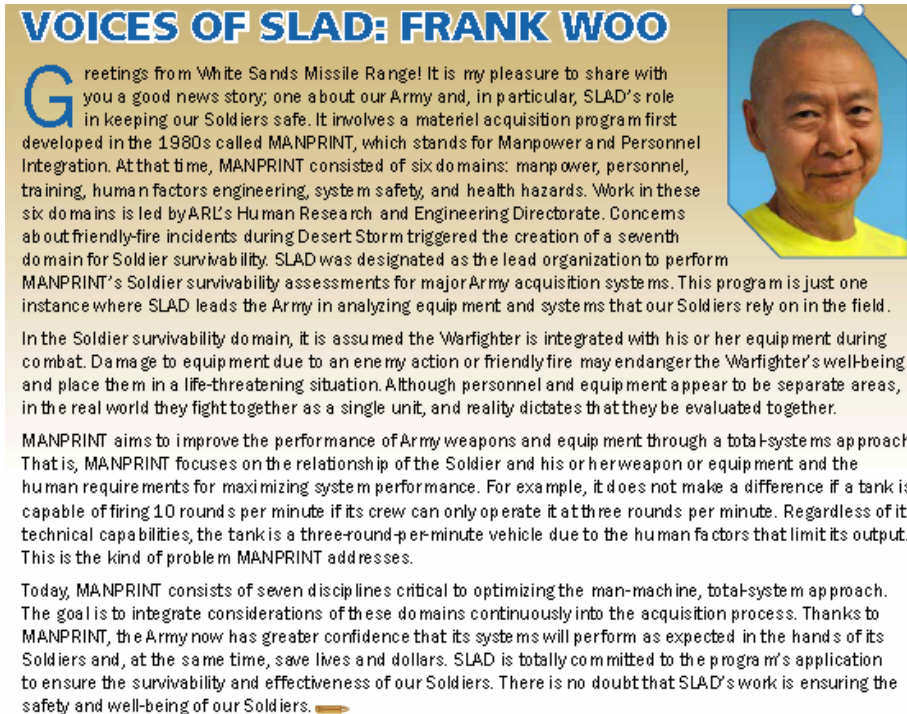 VOICES OF SLAD: FRANK WOO
Greetings from White Sands Missile Range! It is my pleasure to share with
you a good news story; one about our Army and, in particular, SLAD's role
in keeping our Soldiers safe. It involves a materiel acquisition program first
developed in the 1980s called MANPRINT, which stands for Manpower and Personnel
Integration. At that time, MANPRINT consisted of six domains: manpower, personnel,
training, human factors engineering, system safety, and health hazards. Work in these
six domains is led by ARL's Human Research and Engineering Directorate. Concerns
about friendly-fire incidents during Desert Storm triggered the creation of a seventh
domain for Soldier survivability. SLAD was designated as the lead organization to perform
MANPRINT's Soldier survivability assessments for major Army acquisition systems. This program is just one
instance where SLAD leads the Army in analyzing equipment and systems that our Soldiers rely on in the field.
In the Soldier survivability domain, it is assumed the Warfighter is integrated with his or her equipment during
combat. Damage to equipment due to an enemy action or friendly fire may endanger the Warfighter's well-being
and place them in a life-threatening situation. Although personnel and equipment appear to be separate areas,
in the real world they fight together as a single unit, and reality dictates that they be evaluated together.
MANPRINT aims to improve the performance of Army weapons and equipment through a total-systems approach
That is, MANPRINT focuses on the relationship of the Soldier and his or her weapon or equipment and the
human requirements for maximizing system performance. For example, it does not make a difference if a tank is
capable of firing 10 rounds per minute if its crew can only operate it at three rounds per minute. Regardless of it
technical capabilities, the tank is a three-round-per-minute vehicle due to the human factors that limit its output.
This is the kind of problem MANPRINT addresses.
Today, MANPRINT consists of seven disciplines critical to optimizing the man-machine, total-system approach.
The goal is to integrate considerations of these domains continuously into the acquisition process. Thanks to
MANPRINT, the Army now has greater confidence that its systems will perform as expected in the hands of its
Soldiers and, at the same time, save lives and dollars. SLAD is totally committed to the program's application
to ensure the survivability and effectiveness of our Soldiers. There is no doubt that SLAD's work is ensuring the
safety and well-being of our Soldiers.